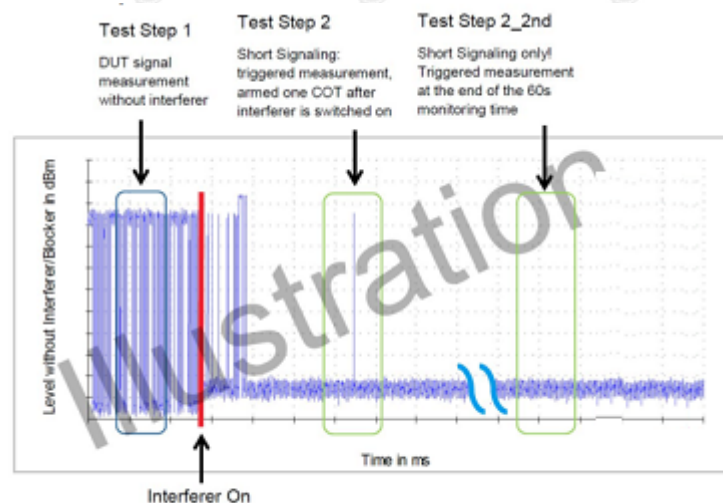 Test Step 1
DUT signal
measurement
without interferer
Test Step 2
Short Signaling:
triggered measurement,
armed one COT after
interferer is switched on
Test Step 2_2nd
Short Signaling only!
Triggered measurement
at the end of the 60s
monitoring time
Level without Interferer/Blocker in dBm
Illustration
Time in ms
Interferer On